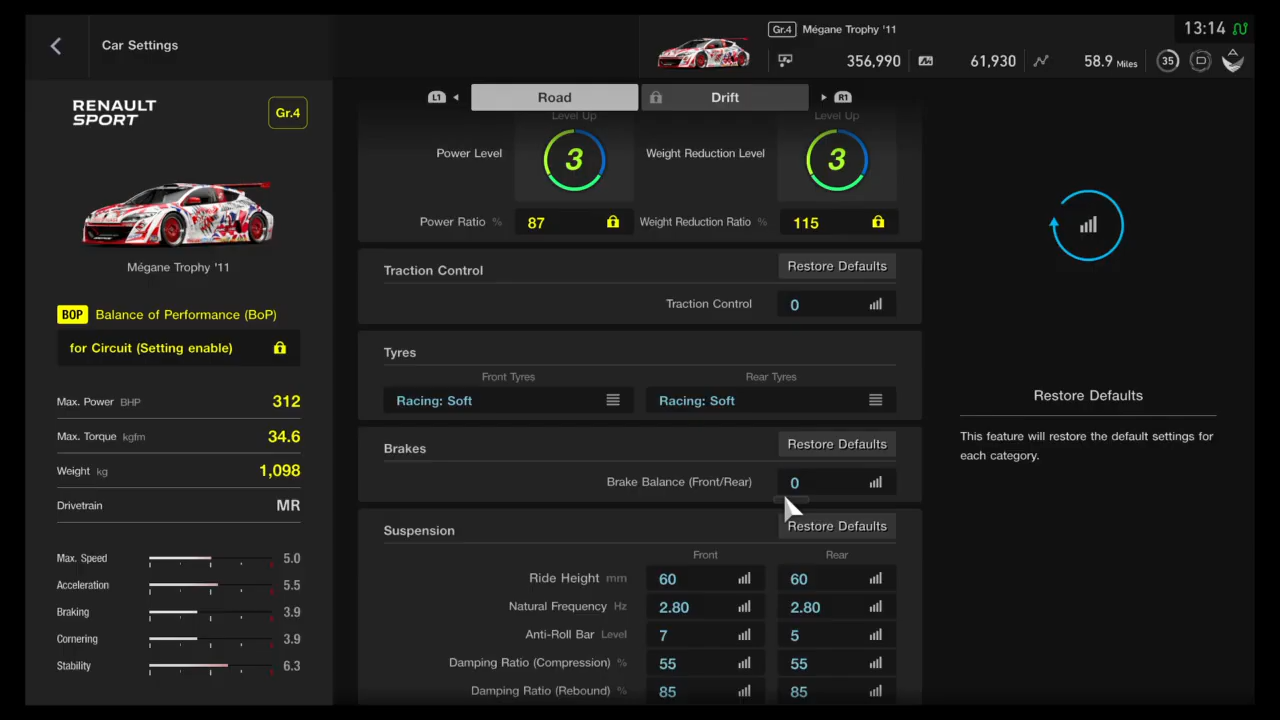 Car Settings
Gr.4 Mégane Trophy '11
13:14
356,990 61,930 58.9 Miles 35 D
RENAULT
SPORT
Gr.4
Mégane Trophy '11
BOP Balance of Performance (BoP)
for Circuit (Setting enable)
Max. Power BHP 312
Max. Torque kgfm 34.6
Weight kg 1,098
Drivetrain MR
Max. Speed 5.0
Acceleration 5.5
Braking 3.9
Cornering 3.9
Stability 6.3
L1 Road Drift R1
Level Up Level Up
Power Level 3 Weight Reduction Level 3
Power Ratio % 87 Weight Reduction Ratio % 115
Traction Control Restore Defaults
Traction Control 0
Tyres
Front Tyres Rear Tyres
Racing: Soft Racing: Soft
Brakes Restore Defaults
Brake Balance (Front/Rear) 0
Suspension Restore Defaults
Front Rear
Ride Height mm 60 60
Natural Frequency Hz 2.80 2.80
Anti-Roll Bar Level 7 5
Damping Ratio (Compression) % 55 55
Damping Ratio (Rebound) % 85 85
Restore Defaults
This feature will restore the default settings for
each category.